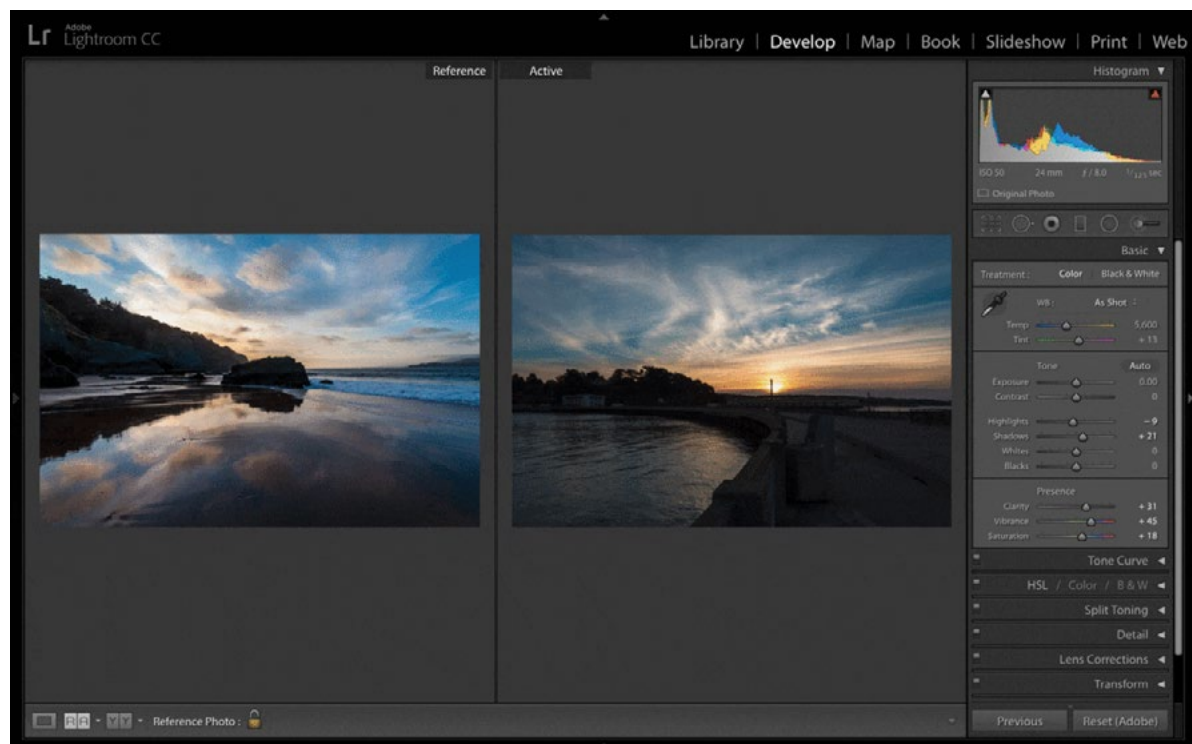 Lr Adobe
Lightroom CC
Library | Develop | Map | Book | Slideshow | Print | Web
Reference
Active
Histogram
ISO 50 24 mm ƒ / 8.0 1/125 sec
Original Photo
Basic
Treatment : Color Black & White
WB : As Shot
Temp 5,600
Tint + 13
Tone Auto
Exposure 0.00
Contrast 0
Highlights − 9
Shadows + 21
Whites 0
Blacks 0
Presence
Clarity + 31
Vibrance + 45
Saturation + 18
Tone Curve
HSL / Color / B & W
Split Toning
Detail
Lens Corrections
Transform
R A Y Y Reference Photo :
Previous Reset (Adobe)